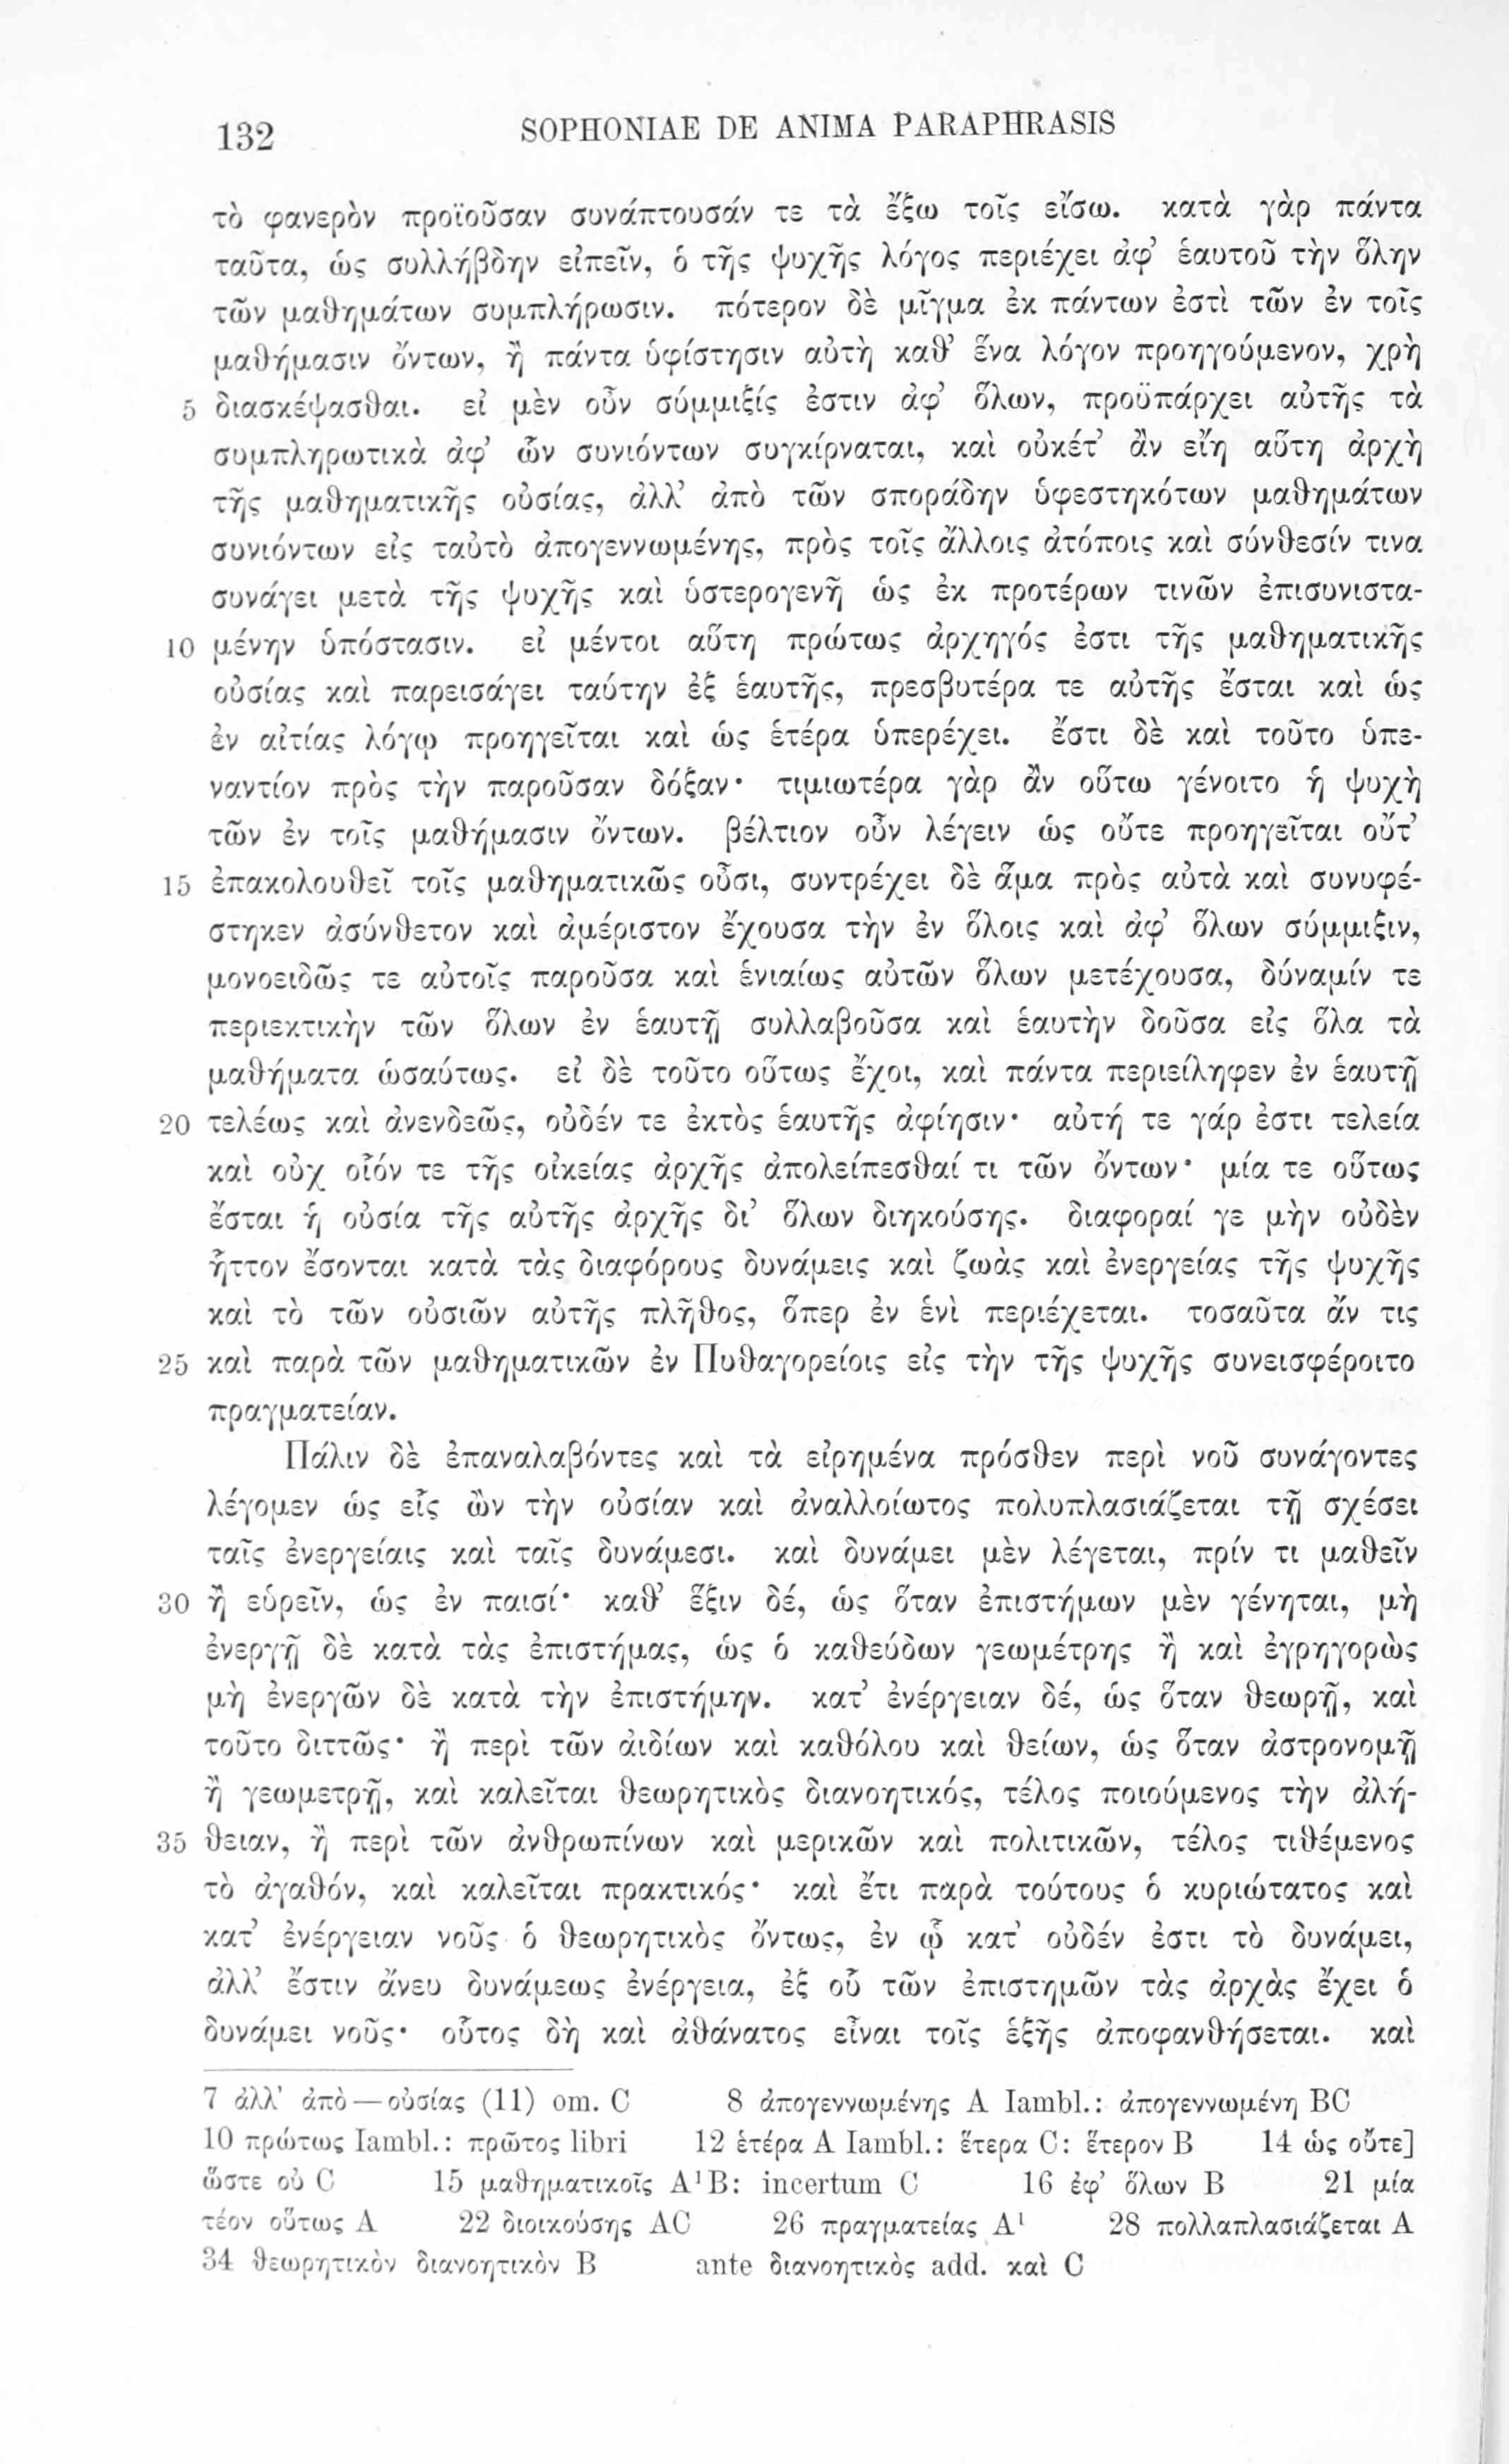 132 SOPHONIAE DE ANIMA PARAPHRASIS
τὸ φανερὸν προϊοῦσαν συνάπτουσάν τε τὰ ἔξω τοῖς εἴσω. κατὰ γὰρ πάντα
ταῦτα, ὡς συλλήβδην εἰπεῖν, ὁ τῆς ψυχῆς λόγος περιέχει ἀφ’ ἑαυτοῦ τὴν ὅλην
τῶν μαθημάτων συμπλήρωσιν. πότερον δὲ μῖγμα ἐκ πάντων ἐστὶ τῶν ἐν τοῖς
μαθήμασιν ὄντων, ἢ πάντα ὑφίστησιν αὐτὴ καθ’ ἕνα λόγον προηγούμενον, χρὴ
5 διασκέψασθαι. εἰ μὲν οὖν σύμμιξίς ἐστιν ἀφ’ ὅλων, προϋπάρχει αὐτῆς τὰ
συμπληρωτικὰ ἀφ’ ὧν συνιόντων συγκίρναται, καὶ οὐκέτ’ ἂν εἴη αὕτη ἀρχὴ
τῆς μαθηματικῆς οὐσίας, ἀλλ’ ἀπὸ τῶν σποράδην ὑφεστηκότων μαθημάτων
συνιόντων εἰς ταὐτὸ ἀπογεννωμένης, πρὸς τοῖς ἄλλοις ἀτόποις καὶ σύνθεσίν τινα
συνάγει μετὰ τῆς ψυχῆς καὶ ὑστερογενῆ ὡς ἐκ προτέρων τινῶν ἐπισυνιστα-
10 μένην ὑπόστασιν. εἰ μέντοι αὕτη πρώτως ἀρχηγός ἐστι τῆς μαθηματικῆς
οὐσίας καὶ παρεισάγει ταύτην ἐξ ἑαυτῆς, πρεσβυτέρα τε αὐτῆς ἔσται καὶ ὡς
ἐν αἰτίας λόγῳ προηγεῖται καὶ ὡς ἑτέρα ὑπερέχει. ἔστι δὲ καὶ τοῦτο ὑπε-
ναντίον πρὸς τὴν παροῦσαν δόξαν· τιμιωτέρα γὰρ ἂν οὕτω γένοιτο ἡ ψυχὴ
τῶν ἐν τοῖς μαθήμασιν ὄντων. βέλτιον οὖν λέγειν ὡς οὔτε προηγεῖται οὔτ’
15 ἐπακολουθεῖ τοῖς μαθηματικῶς οὖσι, συντρέχει δὲ ἅμα πρὸς αὐτὰ καὶ συνυφέ-
στηκεν ἀσύνθετον καὶ ἀμέριστον ἔχουσα τὴν ἐν ὅλοις καὶ ἀφ’ ὅλων σύμμιξιν,
μονοειδῶς τε αὐτοῖς παροῦσα καὶ ἑνιαίως αὐτῶν ὅλων μετέχουσα, δύναμίν τε
περιεκτικὴν τῶν ὅλων ἐν ἑαυτῇ συλλαβοῦσα καὶ ἑαυτὴν δοῦσα εἰς ὅλα τὰ
μαθήματα ὡσαύτως. εἰ δὲ τοῦτο οὕτως ἔχοι, καὶ πάντα περιείληφεν ἐν ἑαυτῇ
20 τελέως καὶ ἀνενδεῶς, οὐδέν τε ἐκτὸς ἑαυτῆς ἀφίησιν· αὐτή τε γάρ ἐστι τελεία
καὶ οὐχ οἷόν τε τῆς οἰκείας ἀρχῆς ἀπολείπεσθαί τι τῶν ὄντων· μία τε οὕτως
ἔσται ἡ οὐσία τῆς αὐτῆς ἀρχῆς δι’ ὅλων διηκούσης. διαφοραί γε μὴν οὐδὲν
ἧττον ἔσονται κατὰ τὰς διαφόρους δυνάμεις καὶ ζωὰς καὶ ἐνεργείας τῆς ψυχῆς
καὶ τὸ τῶν οὐσιῶν αὐτῆς πλῆθος, ὅπερ ἐν ἑνὶ περιέχεται. τοσαῦτα ἄν τις
25 καὶ παρὰ τῶν μαθηματικῶν ἐν Πυθαγορείοις εἰς τὴν τῆς ψυχῆς συνεισφέροιτο
πραγματείαν.
Πάλιν δὲ ἐπαναλαβόντες καὶ τὰ εἰρημένα πρόσθεν περὶ νοῦ συνάγοντες
λέγομεν ὡς εἷς ὢν τὴν οὐσίαν καὶ ἀναλλοίωτος πολυπλασιάζεται τῇ σχέσει
ταῖς ἐνεργείαις καὶ ταῖς δυνάμεσι. καὶ δυνάμει μὲν λέγεται, πρίν τι μαθεῖν
30 ἢ εὑρεῖν, ὡς ἐν παισί· καθ’ ἕξιν δέ, ὡς ὅταν ἐπιστήμων μὲν γένηται, μὴ
ἐνεργῇ δὲ κατὰ τὰς ἐπιστήμας, ὡς ὁ καθεύδων γεωμέτρης ἢ καὶ ἐγρηγορὼς
μὴ ἐνεργῶν δὲ κατὰ τὴν ἐπιστήμην. κατ’ ἐνέργειαν δέ, ὡς ὅταν θεωρῇ, καὶ
τοῦτο διττῶς· ἢ περὶ τῶν ἀιδίων καὶ καθόλου καὶ θείων, ὡς ὅταν ἀστρονομῇ
ἢ γεωμετρῇ, καὶ καλεῖται θεωρητικὸς διανοητικός, τέλος ποιούμενος τὴν ἀλή-
35 θειαν, ἢ περὶ τῶν ἀνθρωπίνων καὶ μερικῶν καὶ πολιτικῶν, τέλος τιθέμενος
τὸ ἀγαθόν, καὶ καλεῖται πρακτικός· καὶ ἔτι παρὰ τούτους ὁ κυριώτατος καὶ
κατ’ ἐνέργειαν νοῦς ὁ θεωρητικὸς ὄντως, ἐν ᾧ κατ’ οὐδέν ἐστι τὸ δυνάμει,
ἀλλ’ ἔστιν ἄνευ δυνάμεως ἐνέργεια, ἐξ οὗ τῶν ἐπιστημῶν τὰς ἀρχὰς ἔχει ὁ
δυνάμει νοῦς· οὗτος δὴ καὶ ἀθάνατος εἶναι τοῖς ἑξῆς ἀποφανθήσεται. καὶ
7 ἀλλ’ ἀπὸ — οὐσίας (11) om. C 8 ἀπογεννωμένης A Iambl.: ἀπογεννωμένη BC
10 πρώτως Iambl.: πρῶτος libri 12 ἑτέρα A Iambl.: ἕτερα C: ἕτερον B 14 ὡς οὔτε]
ὥστε οὐ C 15 μαθηματικοῖς A¹B: incertum C 16 ἐφ’ ὅλων B 21 μία
τέον οὕτως A 22 διοικούσης AC 26 πραγματείας A¹ 28 πολλαπλασιάζεται A
34 θεωρητικὸν διανοητικὸν B ante διανοητικὸς add. καὶ C